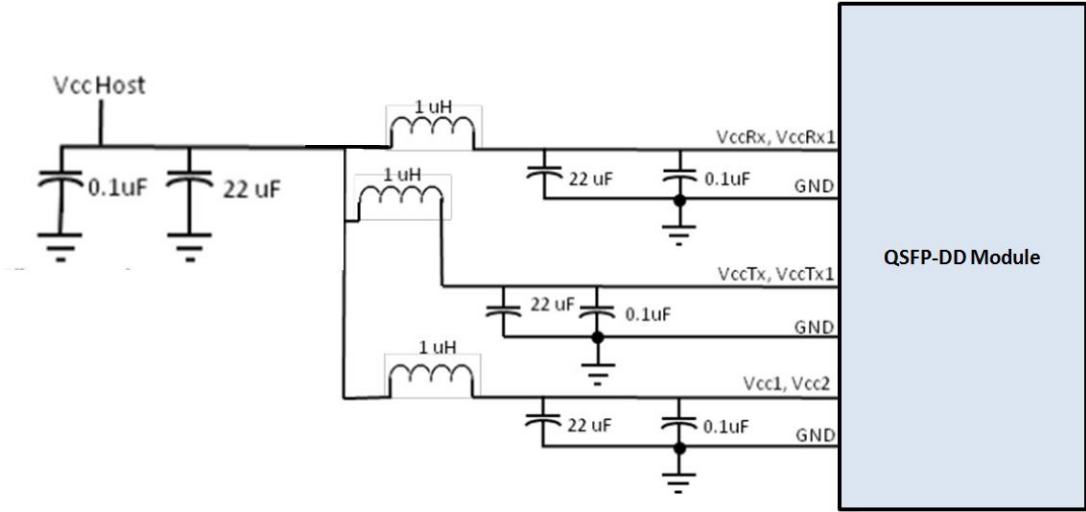 VccHost
0.1uF
22 uF
1 uH
VccRx, VccRx1
22 uF
0.1uF
GND
1 uH
QSFP-DD Module
VccTx, VccTx1
22 uF
0.1uF
GND
1 uH
Vcc1, Vcc2
22 uF
0.1uF
GND